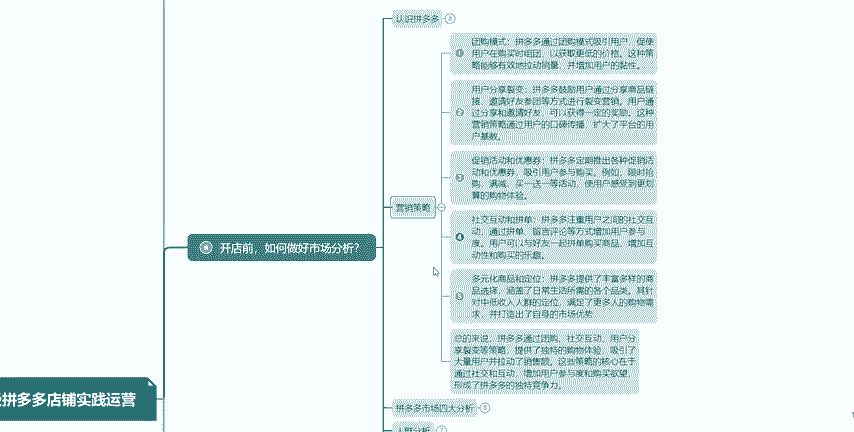 认识拼多多
团购模式：拼多多通过团购模式吸引用户，促使
用户在购买时组团，以获取更低的价格。这种策
略能够有效地拉动销量，并增加用户的黏性。
用户分享裂变：拼多多鼓励用户通过分享商品链
接、邀请好友参团等方式进行裂变营销。用户通
过分享和邀请好友，可以获得一定的奖励。这种
营销策略通过用户的口碑传播，扩大了平台的用
户基数。
促销活动和优惠券：拼多多定期推出各种促销活
动和优惠券，吸引用户参与购买。例如，限时抢
购、满减、买一送一等活动，使用户感受到更划
算的购物体验。
营销策略
社交互动和拼单：拼多多注重用户之间的社交互
动，通过拼单、留言评论等方式增加用户参与
度。用户可以与好友一起拼单购买商品，增加互
动性和购买的乐趣。
开店前，如何做好市场分析？
多元化商品和定位：拼多多提供了丰富多样的商
品选择，涵盖了日常生活所需的各个品类。其针
对中低收入人群的定位，满足了更多人的购物需
求，并打造出了自身的市场优势
总的来说，拼多多通过团购、社交互动、用户分
享裂变等策略，提供了独特的购物体验，吸引了
大量用户并拉动了销售额。这些策略的核心在于
通过社交和互动，增加用户参与度和购买欲望，
形成了拼多多的独特竞争力。
拼多多店铺实践运营
拼多多市场四大分析
人群分析